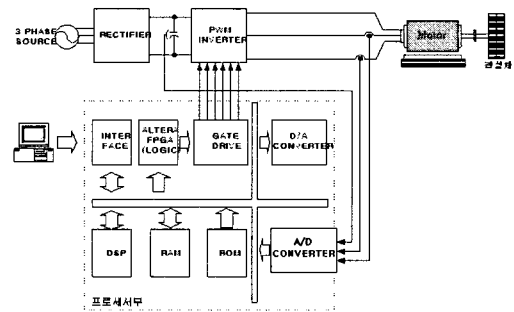 3 PHASE
SOURCE
RECTIFIER
PWM
INVERTER
Motor
관성체
INTER
FACE
ALTERA
FPGA
(LOGIC)
GATE
DRIVE
D/A
CONVERTER
DSP
RAM
ROM
A/D
CONVERTER
프로세서부